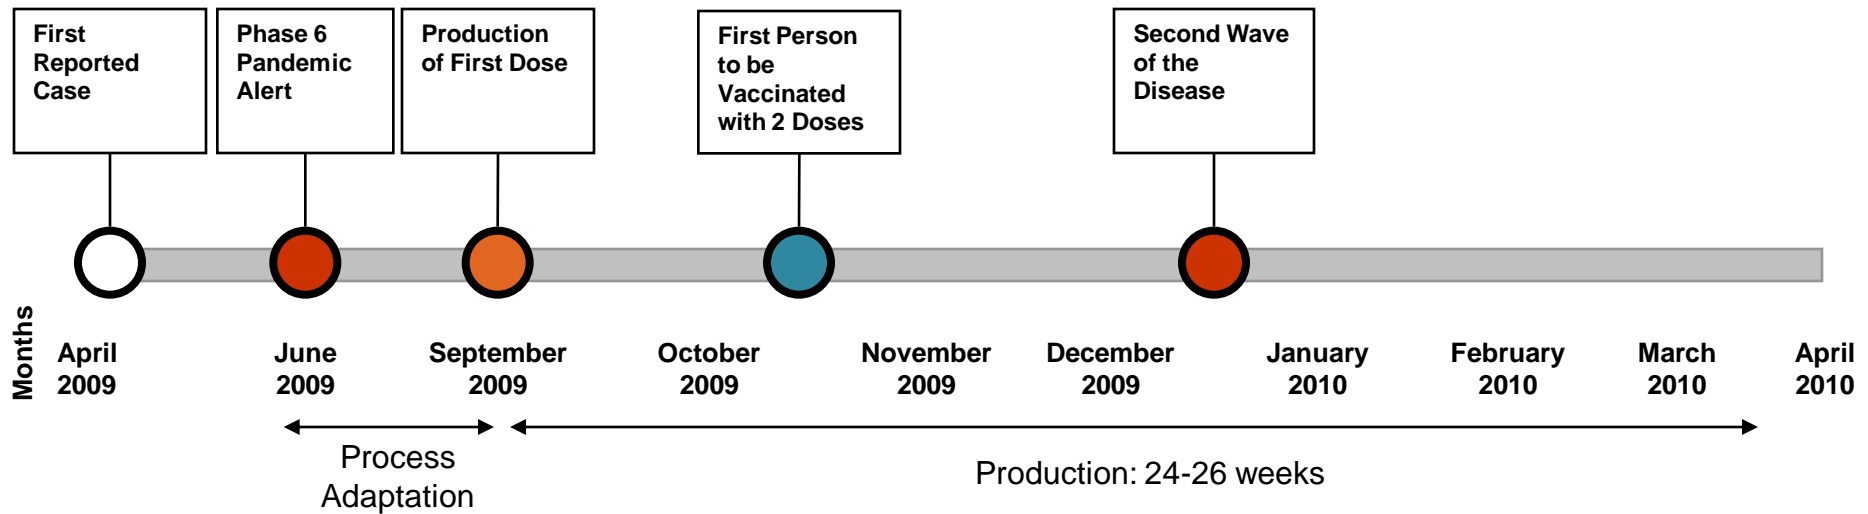 First
Reported
Case
Phase 6
Pandemic
Alert
Production
of First Dose
First Person
to be
Vaccinated
with 2 Doses
Second Wave
of the
Disease
Months
April
2009
June
2009
September
2009
October
2009
November
2009
December
2009
January
2010
February
2010
March
2010
April
2010
Process
Adaptation
Production: 24-26 weeks